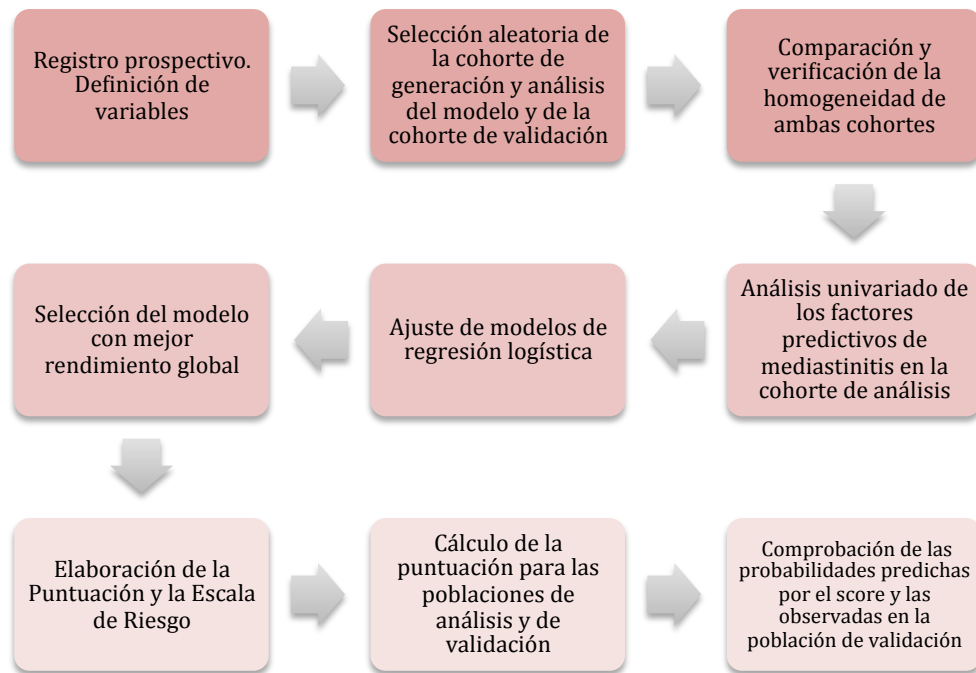 Registro prospectivo.
Definición de
variables
Selección aleatoria de
la cohorte de
generación y análisis
del modelo y de la
cohorte de validación
Comparación y
verificación de la
homogeneidad de
ambas cohortes
Análisis univariado de
los factores
predictivos de
mediastinitis en la
cohorte de análisis
Ajuste de modelos de
regresión logística
Selección del modelo
con mejor
rendimiento global
Elaboración de la
Puntuación y la Escala
de Riesgo
Cálculo de la
puntuación para las
poblaciones de
análisis y de
validación
Comprobación de las
probabilidades predichas
por el score y las
observadas en la
población de validación